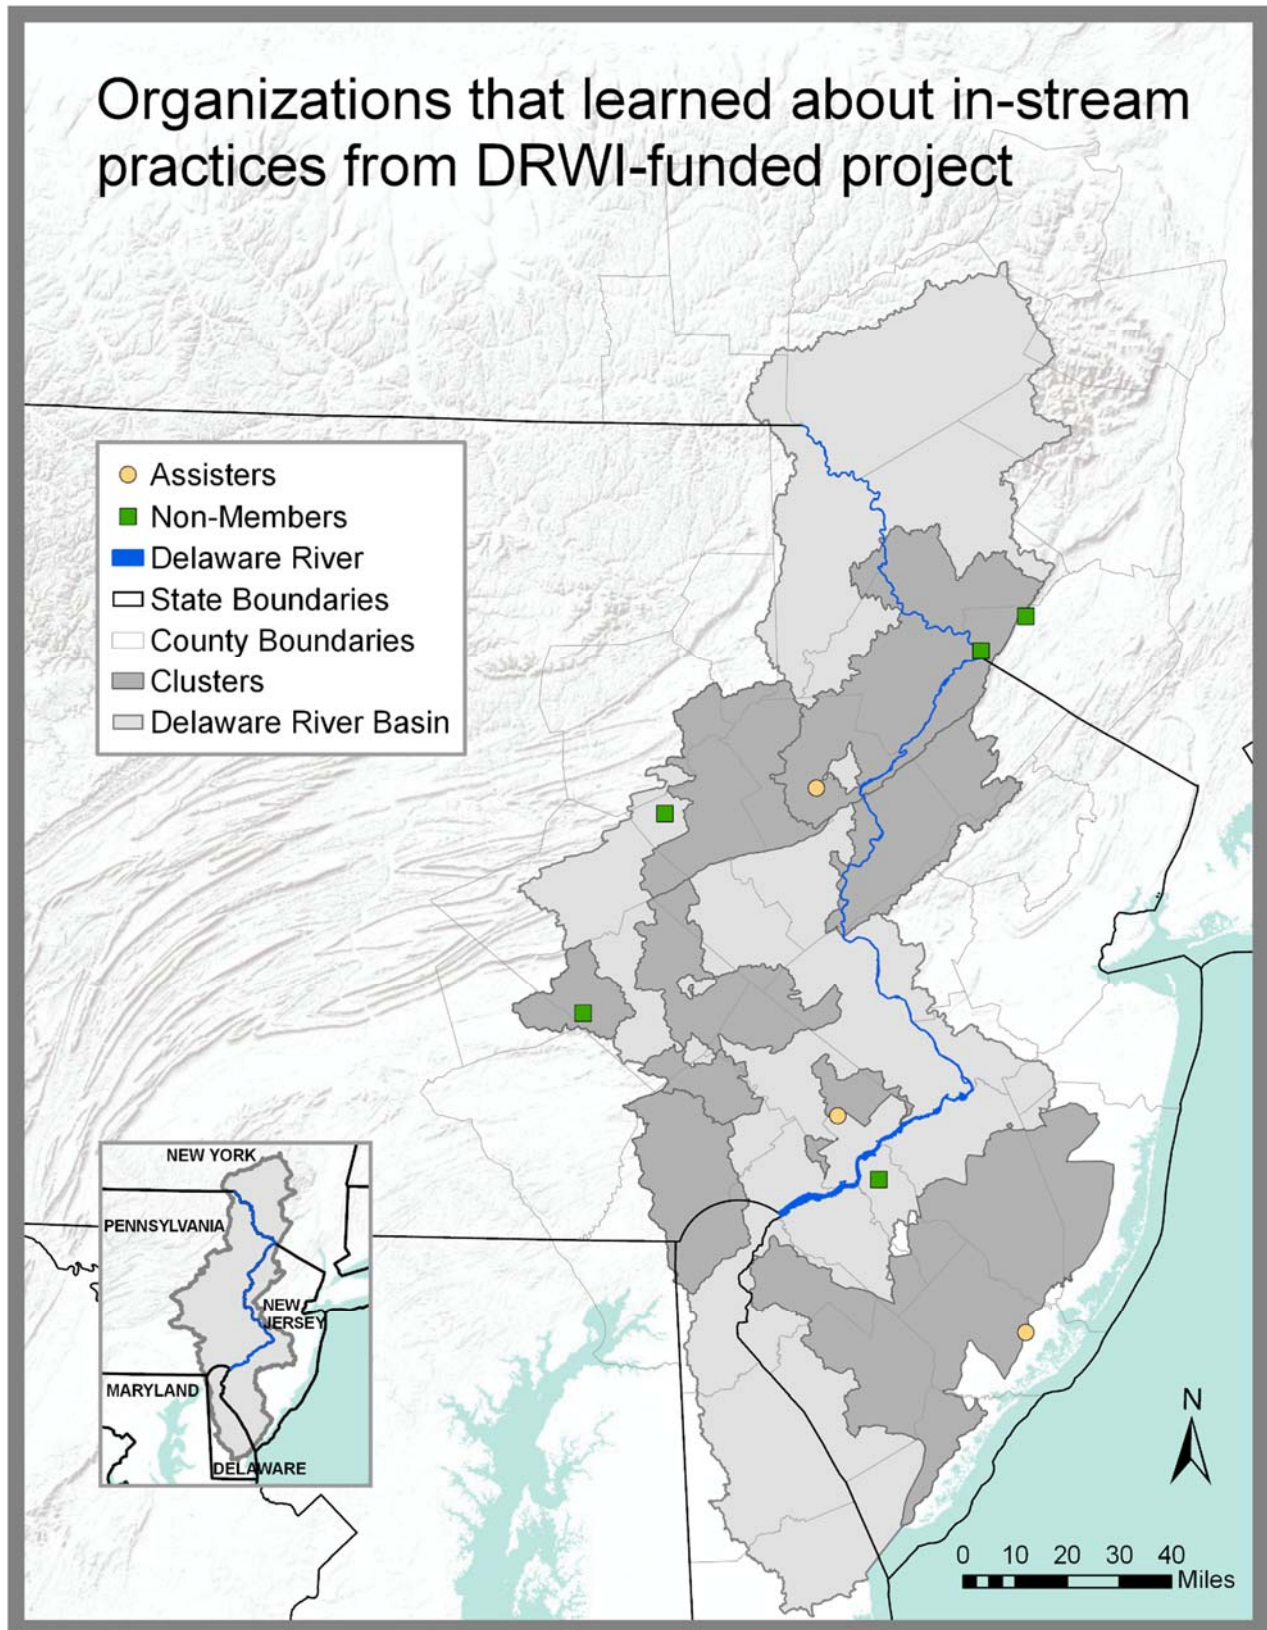 Organizations that learned about in-stream
practices from DRWI-funded project
Assisters
Non-Members
Delaware River
State Boundaries
County Boundaries
Clusters
Delaware River Basin
NEW YORK
PENNSYLVANIA
NEW
JERSEY
MARYLAND
DELAWARE
N
0 10 20 30 40
Miles